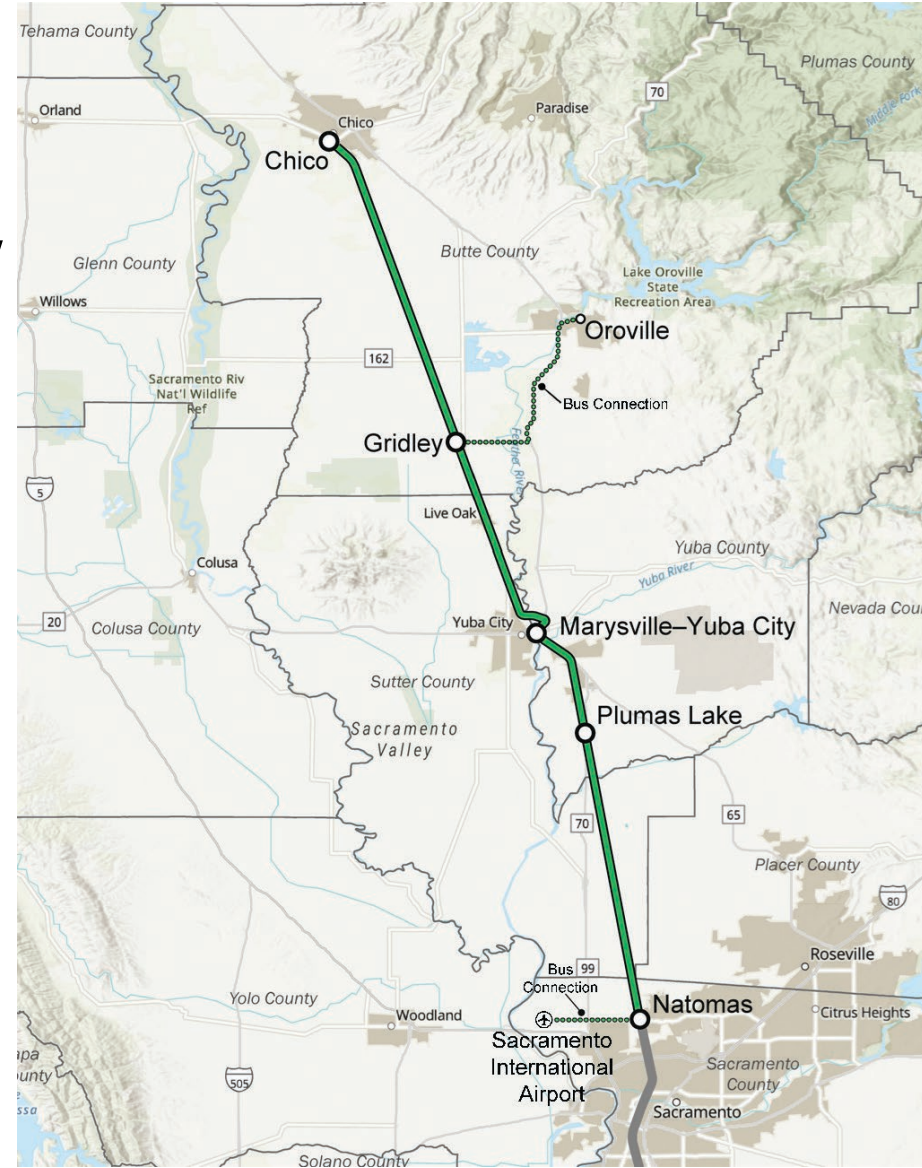 Tehama County
Plumas County
70
Orland
Paradise
Chico
Chico
Butte County
Glenn County
Lake Oroville
State
Recreation Area
Willows
Oroville
162
Sacramento Riv
Nat'l Wildlife
Ref
Bus Connection
Gridley
Feather River
5
Live Oak
Colusa
Yuba County
Yuba River
20
Colusa County
Yuba City
Marysville–Yuba City
Sutter County
Plumas Lake
Sacramento
Valley
70
65
Placer County
80
Roseville
Bus
Connection
99
Yolo County
Woodland
Natomas
Citrus Heights
Sacramento
International
Airport
Sacramento
County
505
Sacramento
Solano County